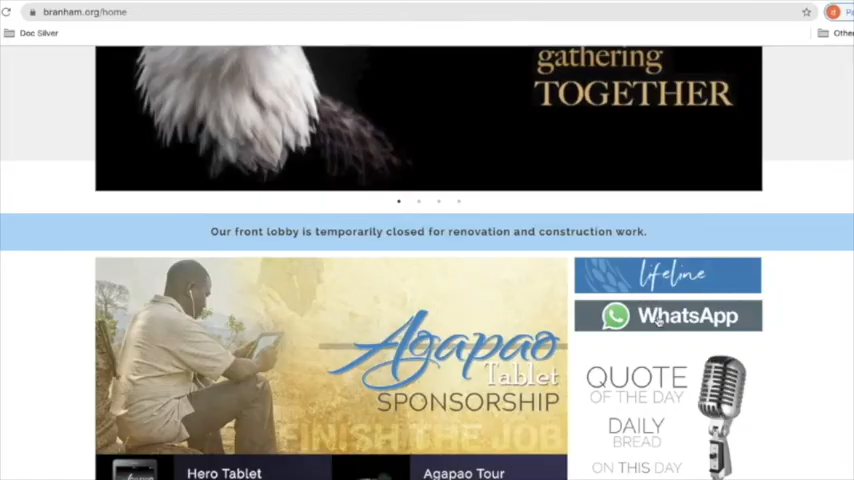 branham.org/home
Doc Silver
Other
gathering
TOGETHER
Our front lobby is temporarily closed for renovation and construction work.
lifeline
WhatsApp
Agapao
Tablet
SPONSORSHIP
FINISH THE JOB
QUOTE
OF THE DAY
DAILY
BREAD
ON THIS DAY
Hero Tablet
Agapao Tour